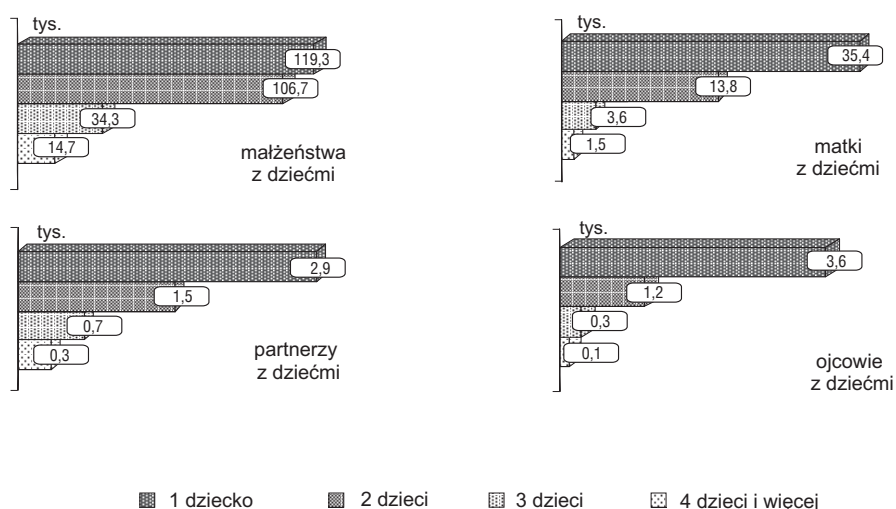 tys.
119,3
106,7
34,3
14,7
małżeństwa
z dziećmi
tys.
35,4
13,8
3,6
1,5
matki
z dziećmi
tys.
2,9
1,5
0,7
0,3
partnerzy
z dziećmi
tys.
3,6
1,2
0,3
0,1
ojcowie
z dziećmi
1 dziecko 2 dzieci 3 dzieci 4 dzieci i więcej